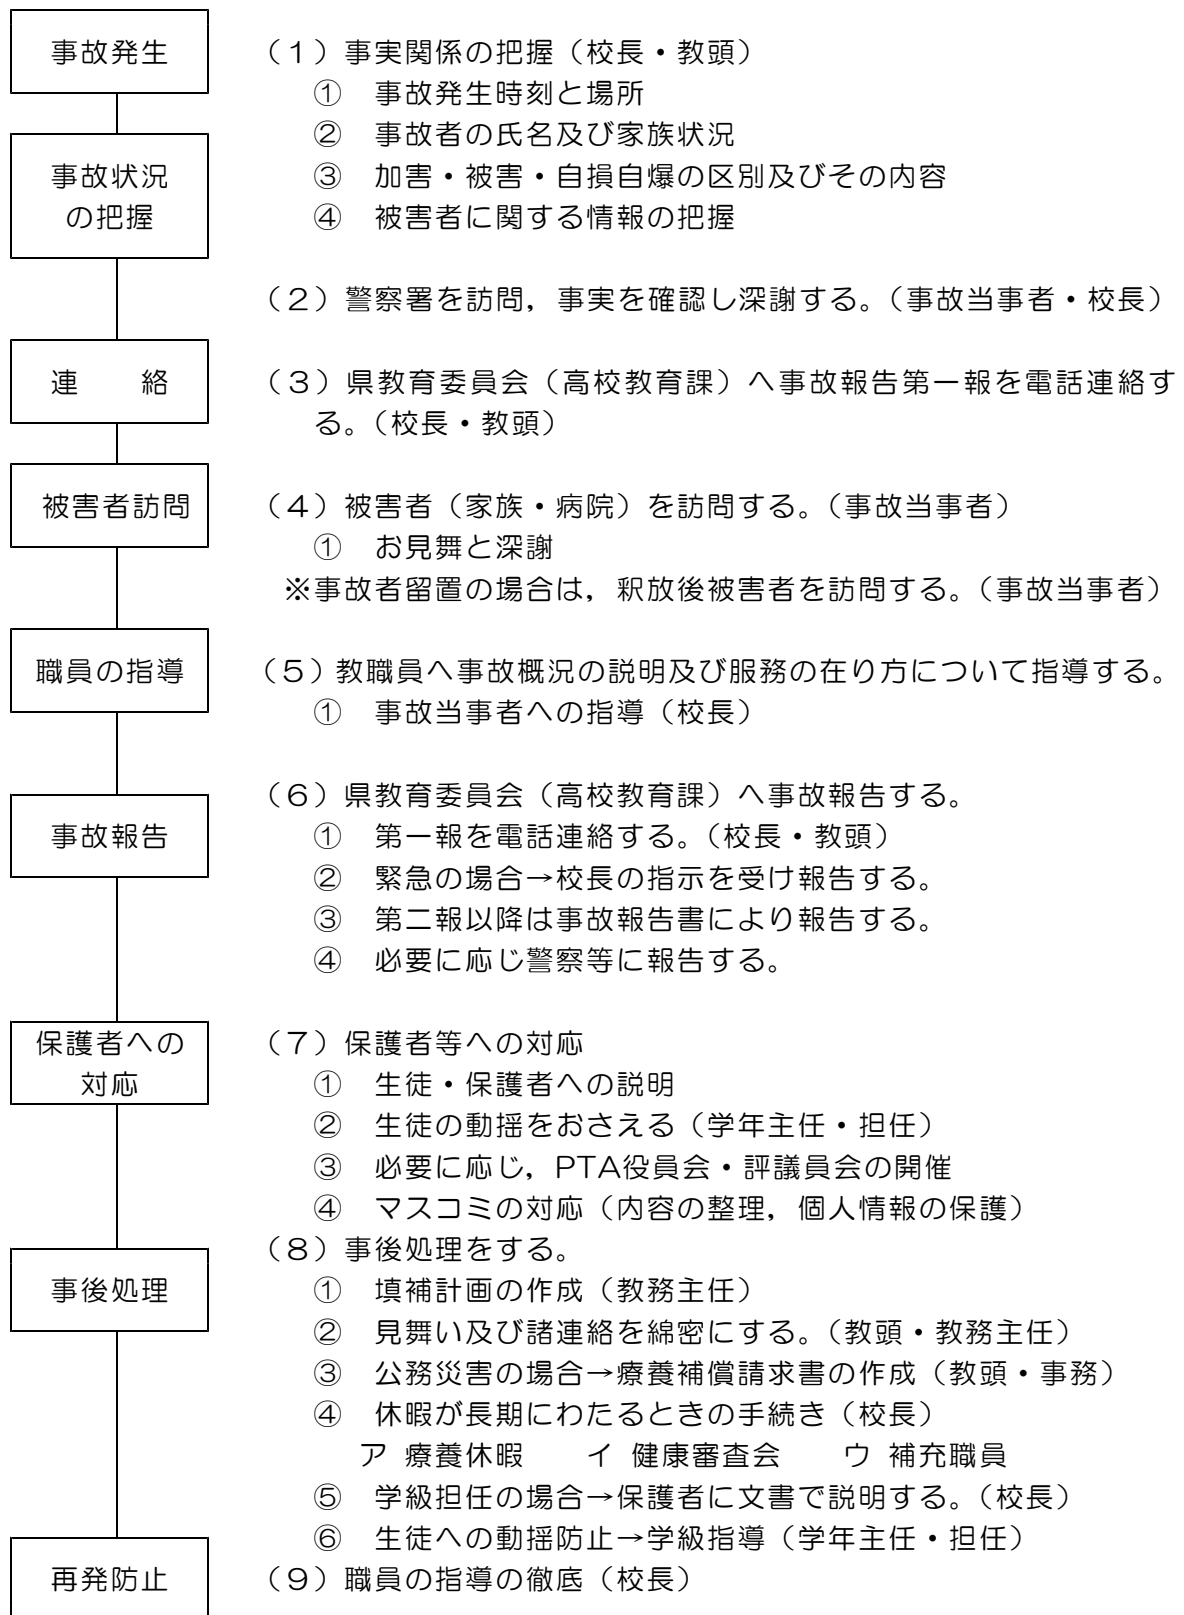 事故発生
（１）事実関係の把握（校長・教頭）
① 事故発生時刻と場所
② 事故者の氏名及び家族状況
事故状況
の把握
③ 加害・被害・自損自爆の区別及びその内容
④ 被害者に関する情報の把握
（２）警察署を訪問，事実を確認し深謝する。（事故当事者・校長）
連　　絡
（３）県教育委員会（高校教育課）へ事故報告第一報を電話連絡す
る。（校長・教頭）
被害者訪問
（４）被害者（家族・病院）を訪問する。（事故当事者）
① お見舞と深謝
※事故者留置の場合は，釈放後被害者を訪問する。（事故当事者）
職員の指導
（５）教職員へ事故概況の説明及び服務の在り方について指導する。
① 事故当事者への指導（校長）
（６）県教育委員会（高校教育課）へ事故報告する。
事故報告
① 第一報を電話連絡する。（校長・教頭）
② 緊急の場合→校長の指示を受け報告する。
③ 第二報以降は事故報告書により報告する。
④ 必要に応じ警察等に報告する。
保護者への
対応
（７）保護者等への対応
① 生徒・保護者への説明
② 生徒の動揺をおさえる（学年主任・担任）
③ 必要に応じ，PTA役員会・評議員会の開催
④ マスコミの対応（内容の整理，個人情報の保護）
（８）事後処理をする。
事後処理
① 填補計画の作成（教務主任）
② 見舞い及び諸連絡を綿密にする。（教頭・教務主任）
③ 公務災害の場合→療養補償請求書の作成（教頭・事務）
④ 休暇が長期にわたるときの手続き（校長）
ア 療養休暇　　イ 健康審査会　　ウ 補充職員
⑤ 学級担任の場合→保護者に文書で説明する。（校長）
⑥ 生徒への動揺防止→学級指導（学年主任・担任）
再発防止
（９）職員の指導の徹底（校長）